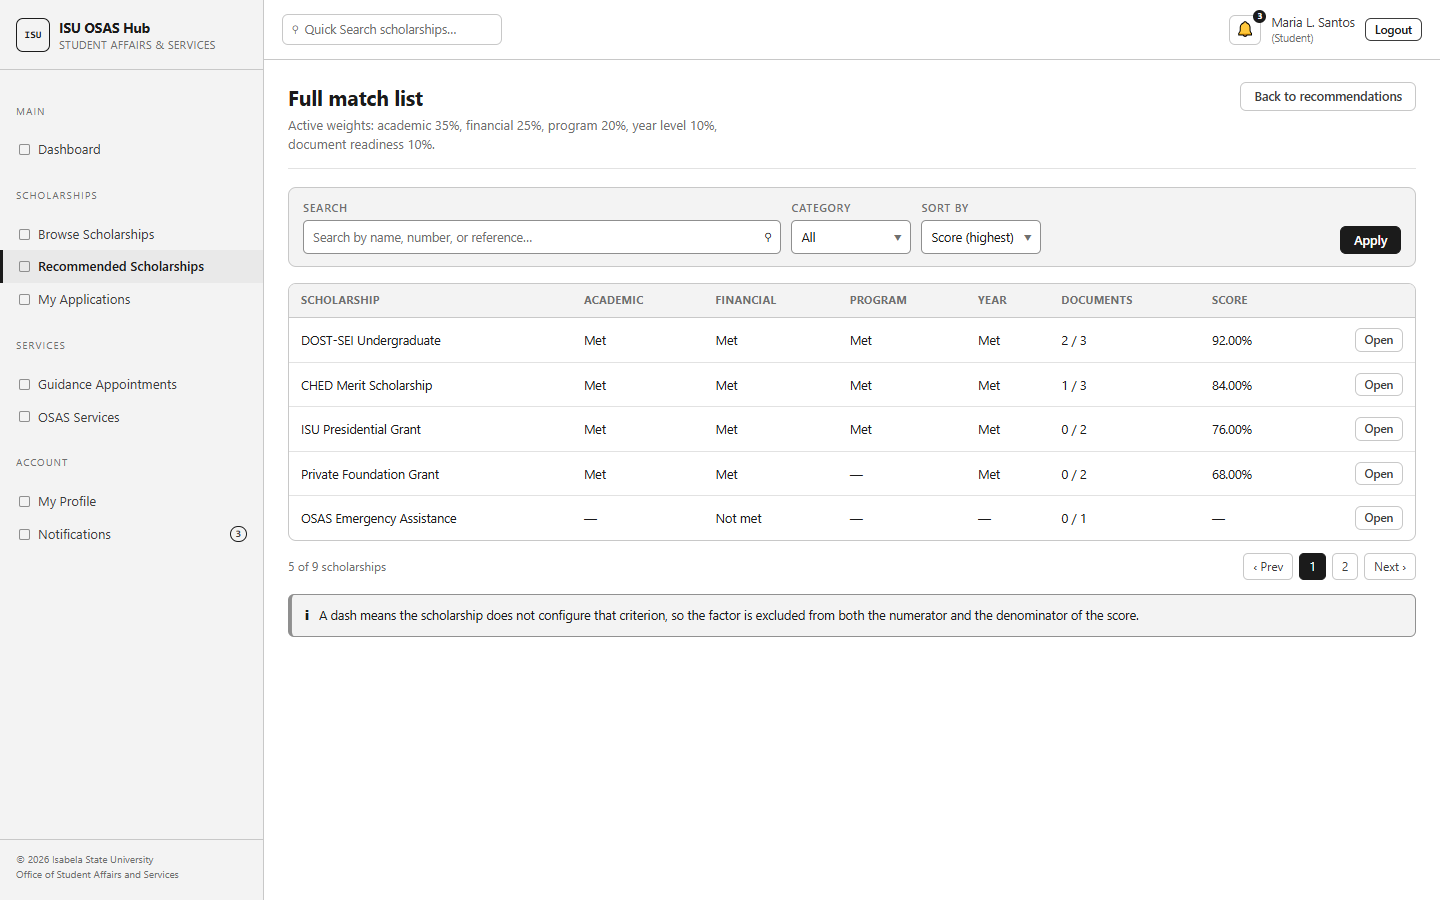 ISU
ISU OSAS Hub
STUDENT AFFAIRS & SERVICES
MAIN
Dashboard
SCHOLARSHIPS
Browse Scholarships
Recommended Scholarships
My Applications
SERVICES
Guidance Appointments
OSAS Services
ACCOUNT
My Profile
Notifications 3
© 2026 Isabela State University
Office of Student Affairs and Services
Quick Search scholarships...
3
Maria L. Santos
(Student)
Logout
Full match list
Back to recommendations
Active weights: academic 35%, financial 25%, program 20%, year level 10%,
document readiness 10%.
SEARCH CATEGORY SORT BY
Search by name, number, or reference... All Score (highest) Apply
SCHOLARSHIP ACADEMIC FINANCIAL PROGRAM YEAR DOCUMENTS SCORE
DOST-SEI Undergraduate Met Met Met Met 2 / 3 92.00% Open
CHED Merit Scholarship Met Met Met Met 1 / 3 84.00% Open
ISU Presidential Grant Met Met Met Met 0 / 2 76.00% Open
Private Foundation Grant Met Met — Met 0 / 2 68.00% Open
OSAS Emergency Assistance — Not met — — 0 / 1 — Open
5 of 9 scholarships ‹ Prev 1 2 Next ›
i A dash means the scholarship does not configure that criterion, so the factor is excluded from both the numerator and the denominator of the score.